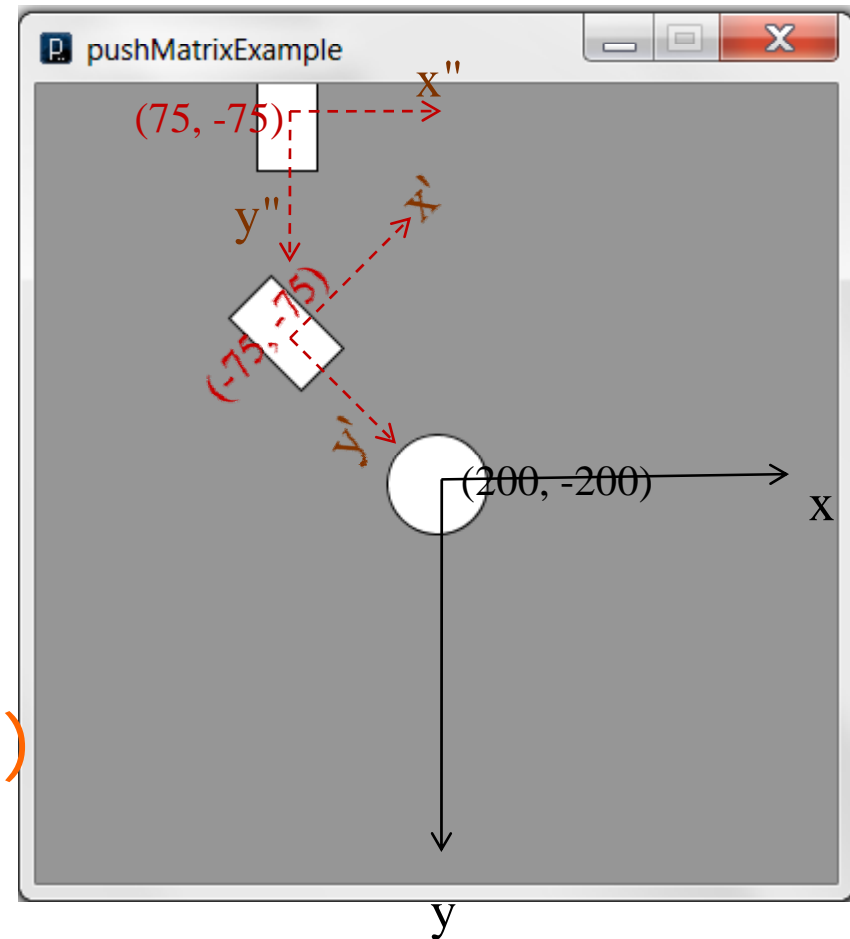 pushMatrixExample
x"
(75, -75)
y"
x`
(-75, -75)
y`
(200, -200)
x
)
y